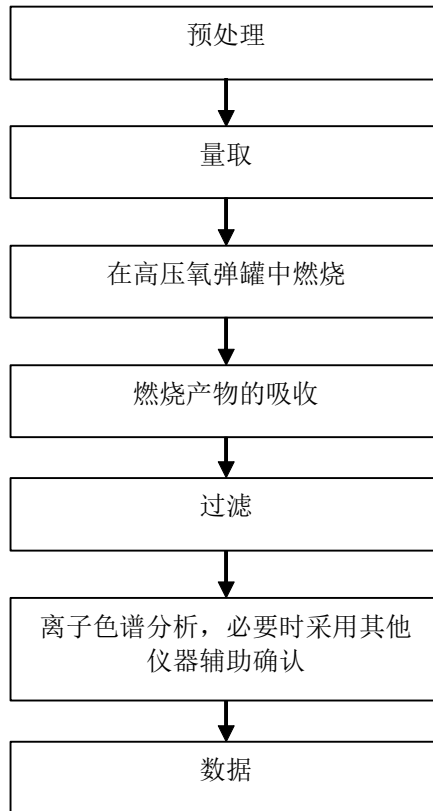 预处理
量取
在高压氧弹罐中燃烧
燃烧产物的吸收
过滤
离子色谱分析，必要时采用其他
仪器辅助确认
数据